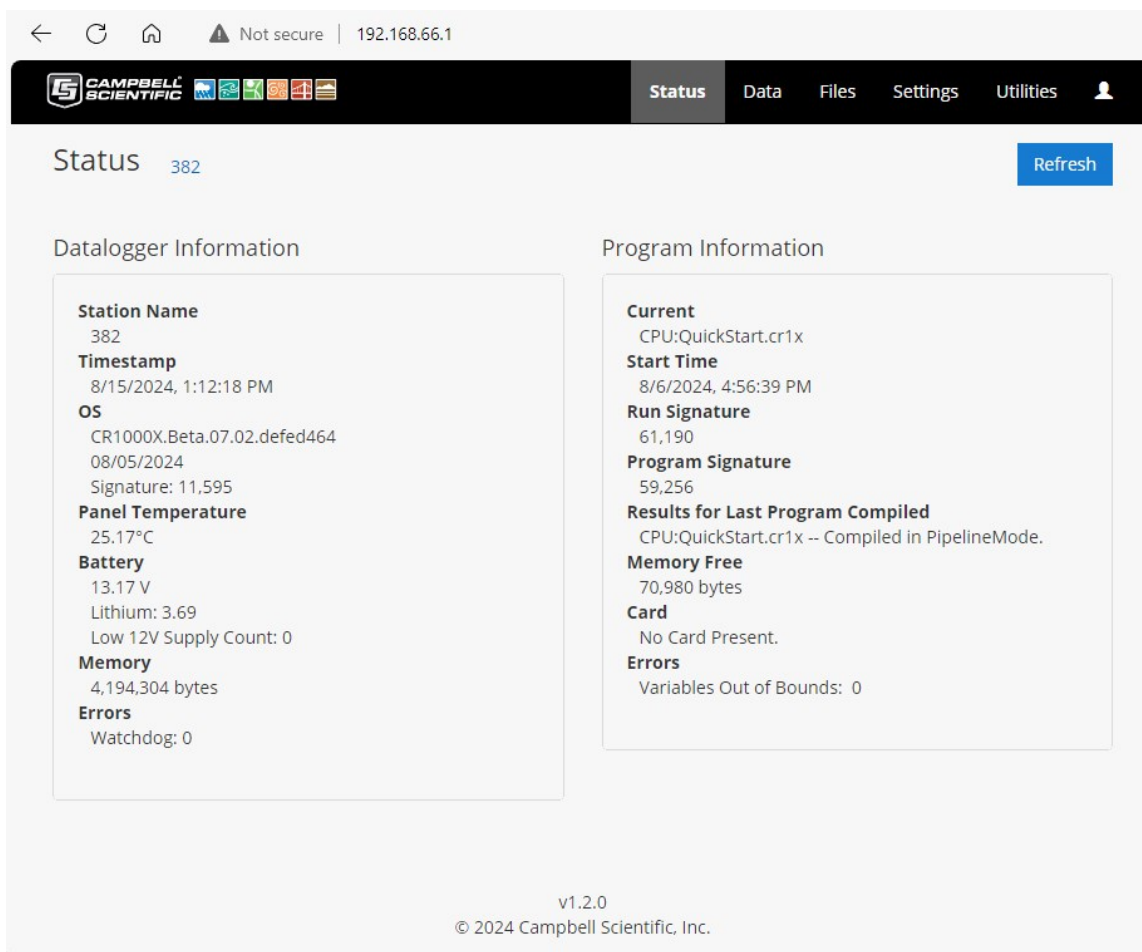 Not secure | 192.168.66.1
CAMPBELL
SCIENTIFIC
Status Data Files Settings Utilities
Status 382
Refresh
Datalogger Information
Station Name
382
Timestamp
8/15/2024, 1:12:18 PM
OS
CR1000X.Beta.07.02.defed464
08/05/2024
Signature: 11,595
Panel Temperature
25.17°C
Battery
13.17 V
Lithium: 3.69
Low 12V Supply Count: 0
Memory
4,194,304 bytes
Errors
Watchdog: 0
Program Information
Current
CPU:QuickStart.cr1x
Start Time
8/6/2024, 4:56:39 PM
Run Signature
61,190
Program Signature
59,256
Results for Last Program Compiled
CPU:QuickStart.cr1x -- Compiled in PipelineMode.
Memory Free
70,980 bytes
Card
No Card Present.
Errors
Variables Out of Bounds: 0
v1.2.0
© 2024 Campbell Scientific, Inc.